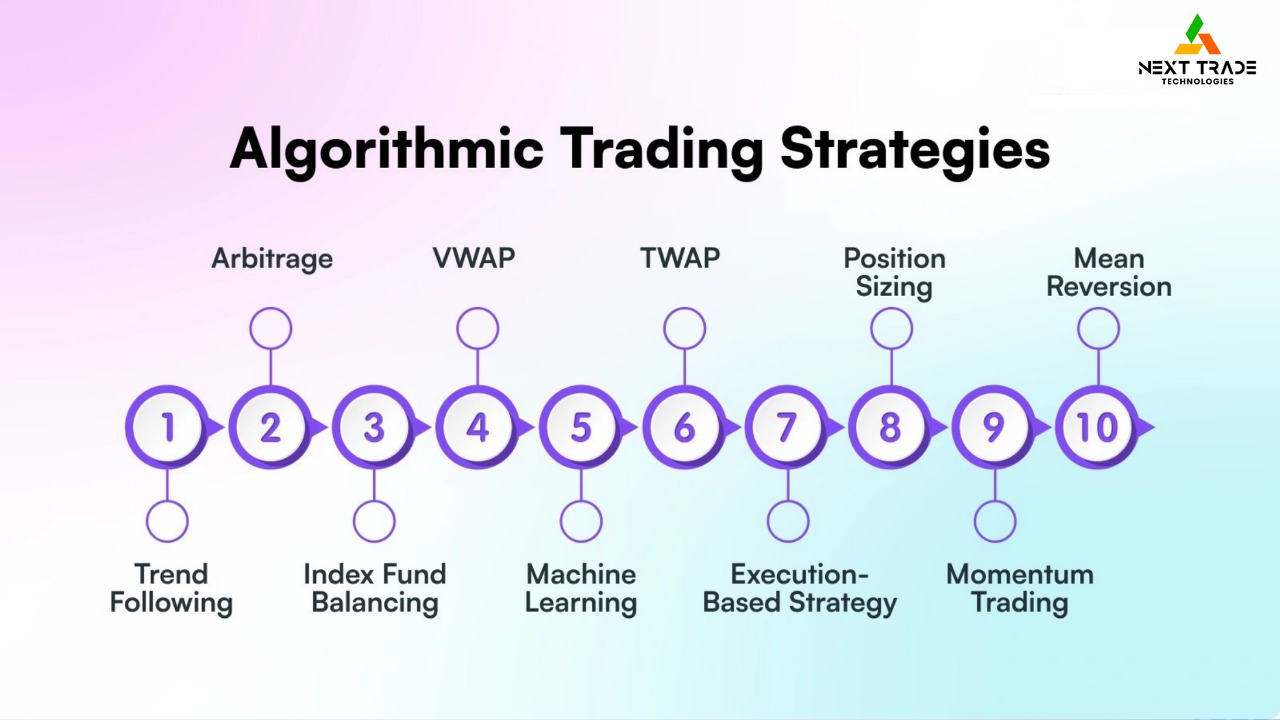 NEXT TRADE
TECHNOLOGIES
Algorithmic Trading Strategies
Arbitrage
VWAP
TWAP
Position
Sizing
Mean
Reversion
1
2
3
4
5
6
7
8
9
10
Trend
Following
Index Fund
Balancing
Machine
Learning
Execution-
Based Strategy
Momentum
Trading